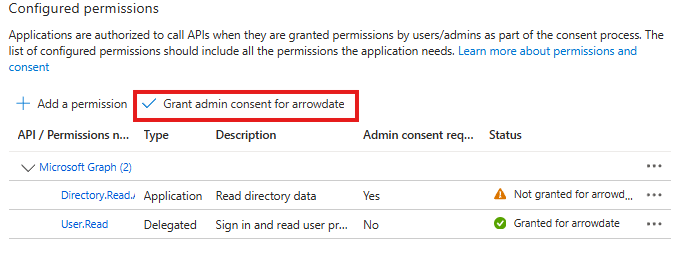 Configured permissions
Applications are authorized to call APIs when they are granted permissions by users/admins as part of the consent process. The
list of configured permissions should include all the permissions the application needs. Learn more about permissions and
consent
+ Add a permission ✓ Grant admin consent for arrowdate
API / Permissions n... Type Description Admin consent req... Status
Microsoft Graph (2) ...
Directory.Read. Application Read directory data Yes Not granted for arrowd... ...
User.Read Delegated Sign in and read user pr... No Granted for arrowdate ...